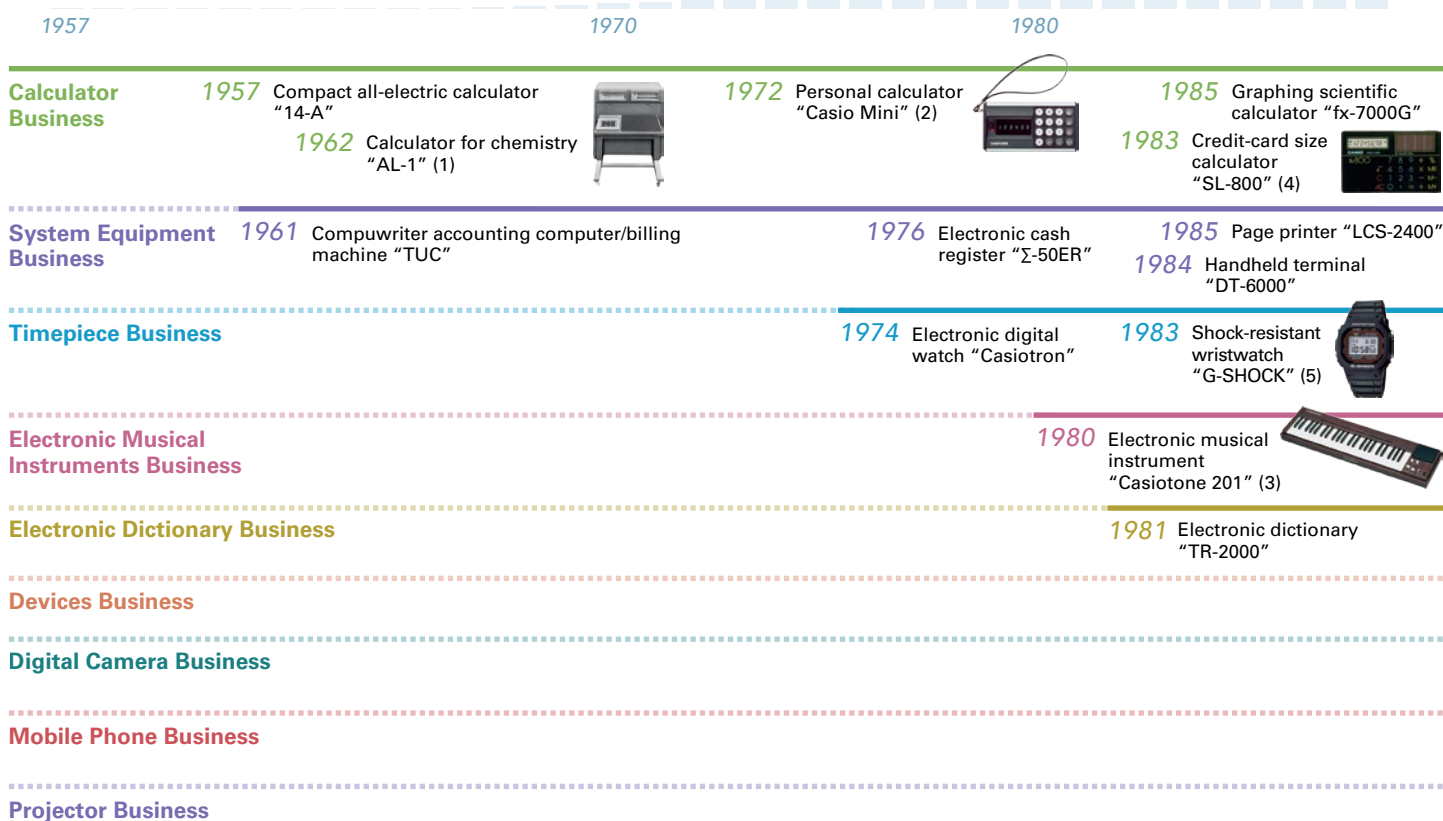 1957
1970
1980
Calculator
Business
1957 Compact all-electric calculator
“14-A”
1962 Calculator for chemistry
“AL-1” (1)
1972 Personal calculator
“Casio Mini” (2)
1985 Graphing scientific
calculator “fx-7000G”
1983 Credit-card size
calculator
“SL-800” (4)
System Equipment
Business
1961 Compuwriter accounting computer/billing
machine “TUC”
1976 Electronic cash
register “Σ-50ER”
1985 Page printer “LCS-2400”
1984 Handheld terminal
“DT-6000”
Timepiece Business
1974 Electronic digital
watch “Casiotron”
1983 Shock-resistant
wristwatch
“G-SHOCK” (5)
Electronic Musical
Instruments Business
1980 Electronic musical
instrument
“Casiotone 201” (3)
Electronic Dictionary Business
1981 Electronic dictionary
“TR-2000”
Devices Business
Digital Camera Business
Mobile Phone Business
Projector Business